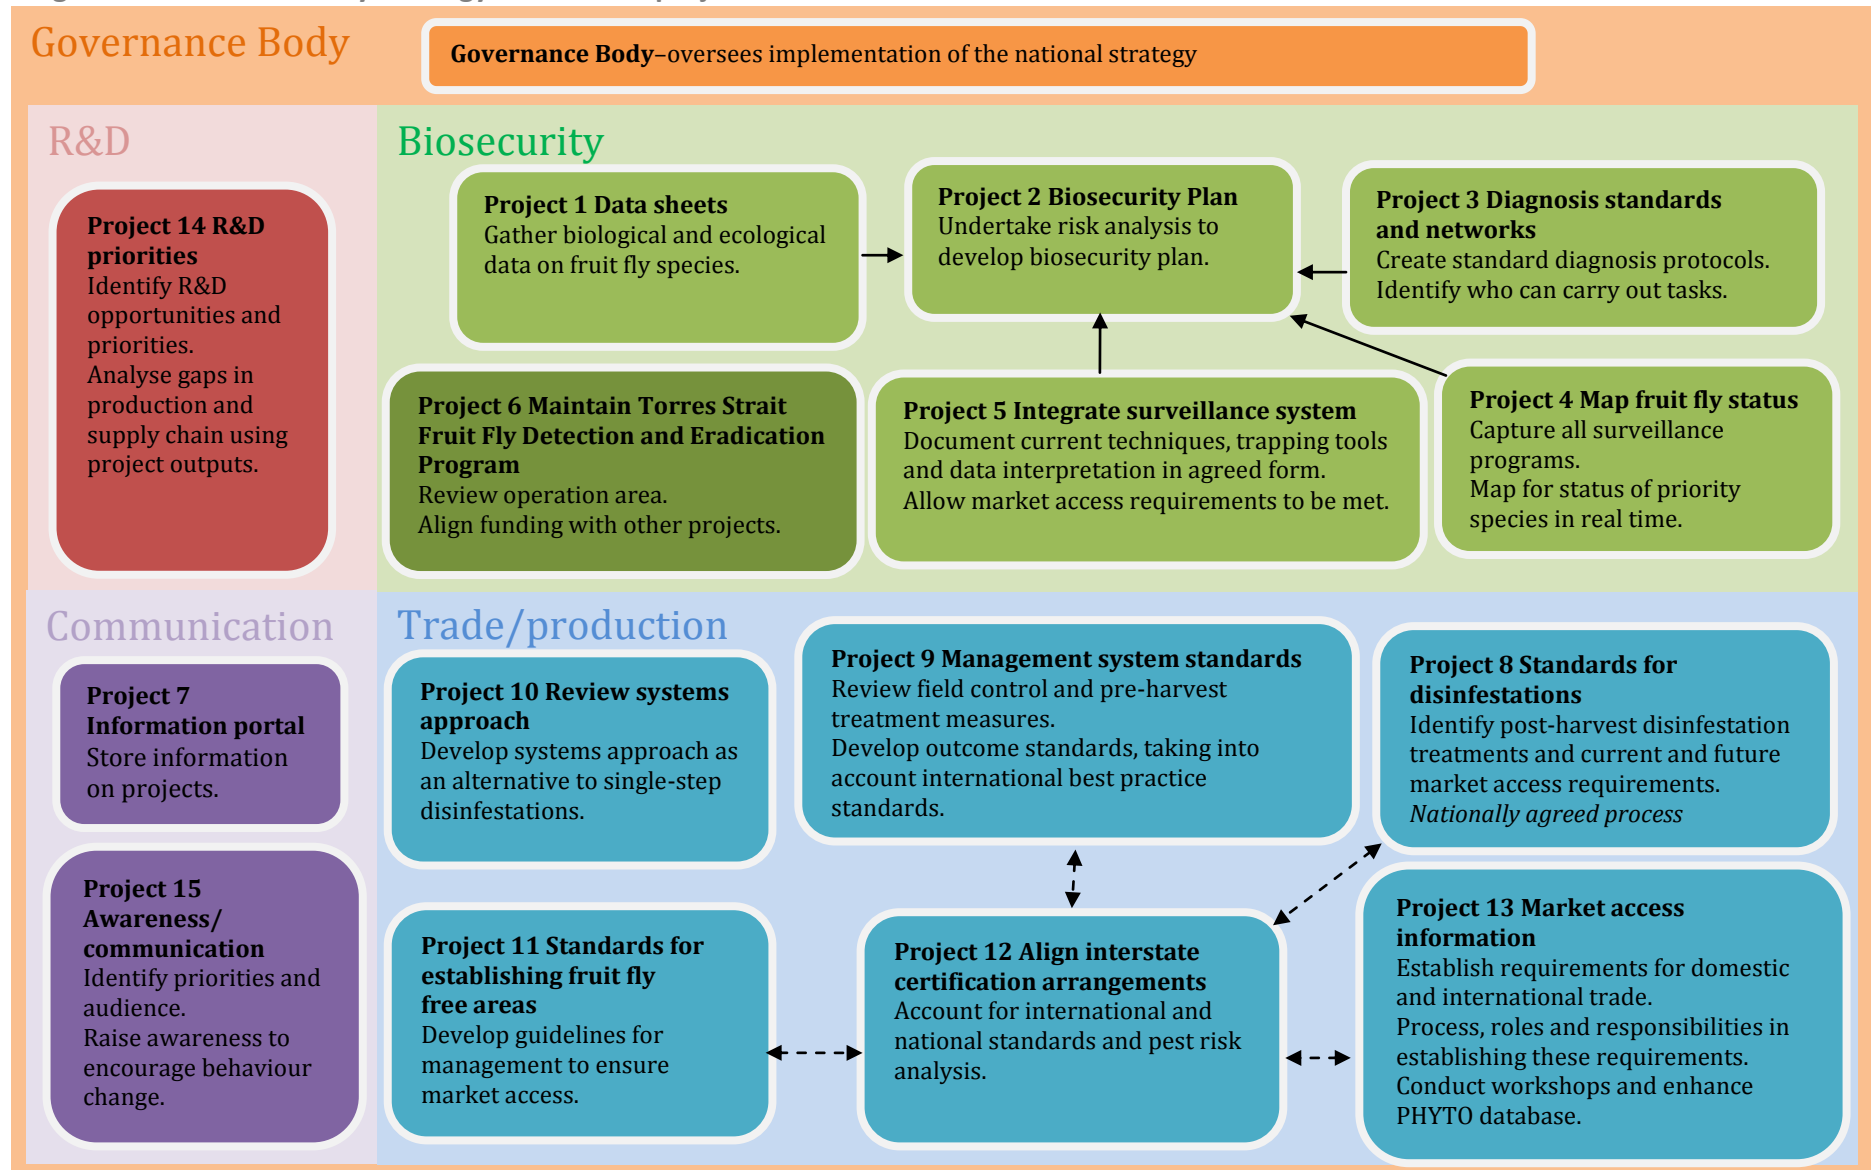 Governance Body
Governance Body–oversees implementation of the national strategy
R&D
Project 14 R&D
priorities
Identify R&D
opportunities and
priorities.
Analyse gaps in
production and
supply chain using
project outputs.
Biosecurity
Project 1 Data sheets
Gather biological and ecological
data on fruit fly species.
Project 2 Biosecurity Plan
Undertake risk analysis to
develop biosecurity plan.
Project 3 Diagnosis standards
and networks
Create standard diagnosis protocols.
Identify who can carry out tasks.
Project 6 Maintain Torres Strait
Fruit Fly Detection and Eradication
Program
Review operation area.
Align funding with other projects.
Project 5 Integrate surveillance system
Document current techniques, trapping tools
and data interpretation in agreed form.
Allow market access requirements to be met.
Project 4 Map fruit fly status
Capture all surveillance
programs.
Map for status of priority
species in real time.
Communication
Project 7
Information portal
Store information
on projects.
Project 15
Awareness/
communication
Identify priorities and
audience.
Raise awareness to
encourage behaviour
change.
Trade/production
Project 10 Review systems
approach
Develop systems approach as
an alternative to single-step
disinfestations.
Project 9 Management system standards
Review field control and pre-harvest
treatment measures.
Develop outcome standards, taking into
account international best practice
standards.
Project 8 Standards for
disinfestations
Identify post-harvest disinfestation
treatments and current and future
market access requirements.
Nationally agreed process
Project 11 Standards for
establishing fruit fly
free areas
Develop guidelines for
management to ensure
market access.
Project 12 Align interstate
certification arrangements
Account for international and
national standards and pest risk
analysis.
Project 13 Market access
information
Establish requirements for domestic
and international trade.
Process, roles and responsibilities in
establishing these requirements.
Conduct workshops and enhance
PHYTO database.